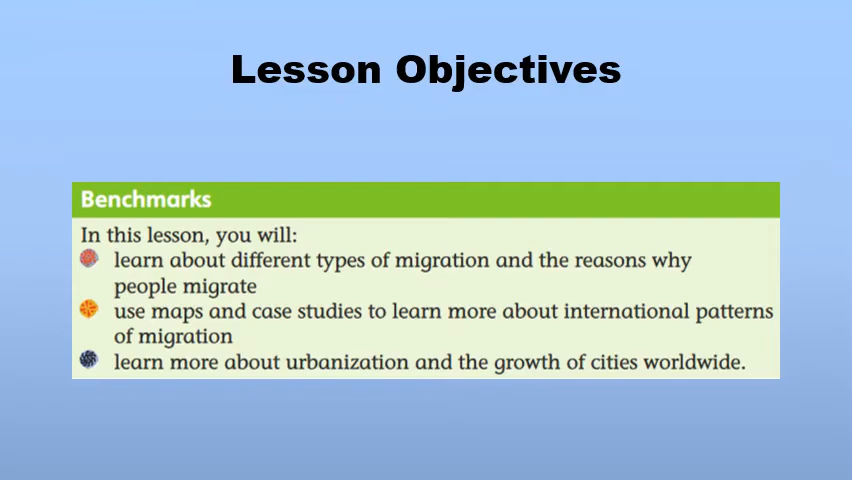 Lesson Objectives
Benchmarks
In this lesson, you will:
learn about different types of migration and the reasons why
people migrate
use maps and case studies to learn more about international patterns
of migration
learn more about urbanization and the growth of cities worldwide.